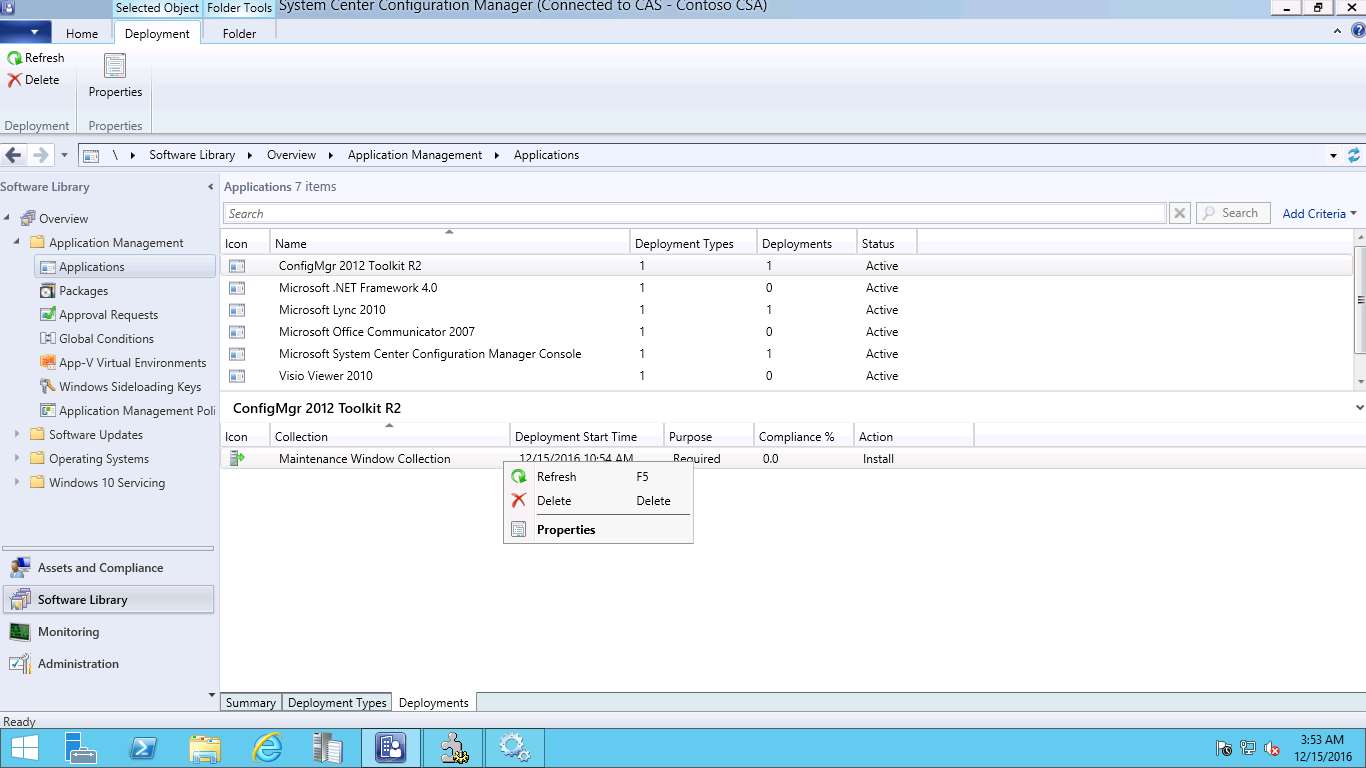 Selected Object Folder Tools System Center Configuration Manager (Connected to CAS - Contoso CSA)
Home Deployment Folder
Refresh
Delete
Properties
Deployment Properties
\ Software Library Overview Application Management Applications
Software Library
Overview
Application Management
Applications
Packages
Approval Requests
Global Conditions
App-V Virtual Environments
Windows Sideloading Keys
Application Management Poli
Software Updates
Operating Systems
Windows 10 Servicing
Assets and Compliance
Software Library
Monitoring
Administration
Applications 7 items
Search Search Add Criteria
Icon Name Deployment Types Deployments Status
ConfigMgr 2012 Toolkit R2 1 1 Active
Microsoft .NET Framework 4.0 1 0 Active
Microsoft Lync 2010 1 1 Active
Microsoft Office Communicator 2007 1 0 Active
Microsoft System Center Configuration Manager Console 1 1 Active
Visio Viewer 2010 1 0 Active
ConfigMgr 2012 Toolkit R2
Icon Collection Deployment Start Time Purpose Compliance % Action
Maintenance Window Collection 12/15/2016 10:54 AM Required 0.0 Install
Refresh F5
Delete Delete
Properties
Summary Deployment Types Deployments
Ready
3:53 AM
12/15/2016